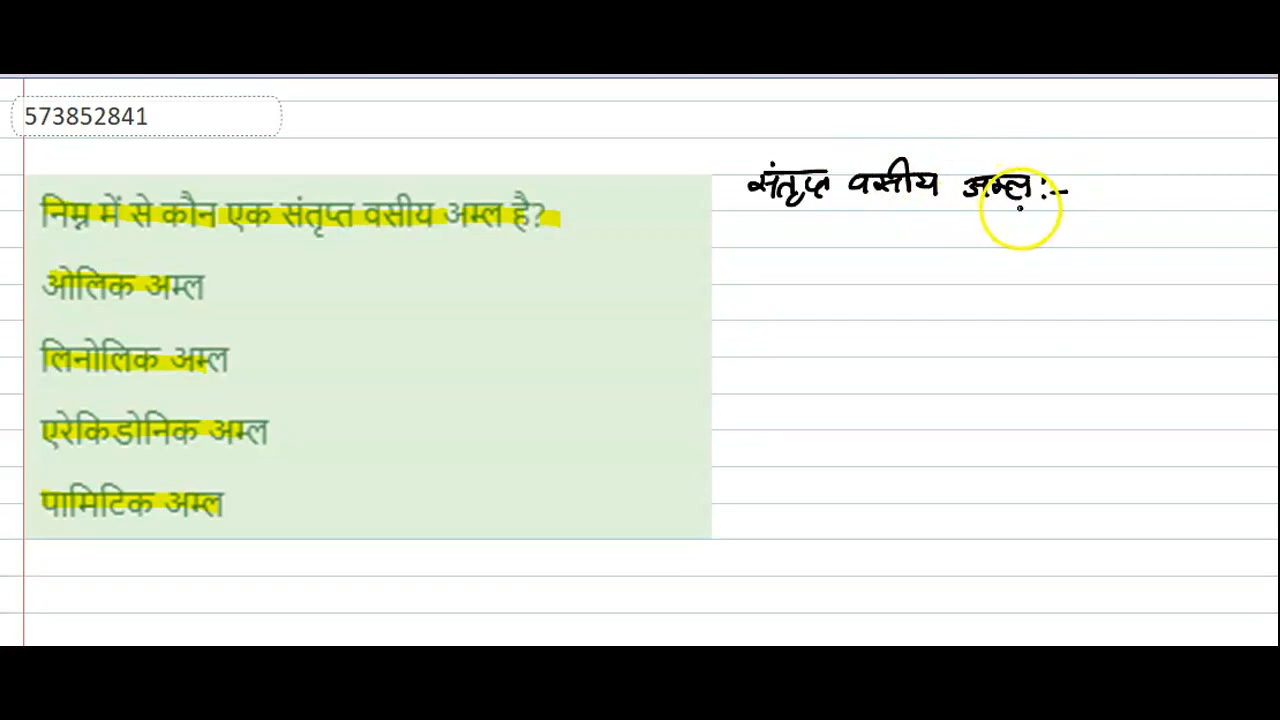 573852841
निम्न में से कौन एक संतृप्त वसीय अम्ल है?
ओलिक अम्ल
लिनोलिक अम्ल
एरेकिडोनिक अम्ल
पामिटिक अम्ल
संतृप्त वसीय अम्ल :-